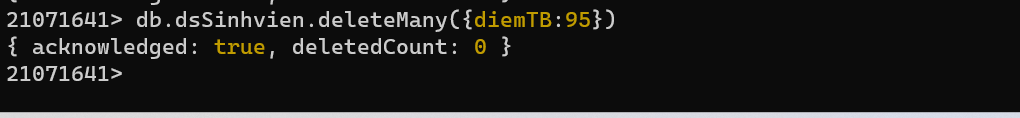 21071641> db.dsSinhvien.deleteMany({diemTB:95})
{ acknowledged: true, deletedCount: 0 }
21071641>